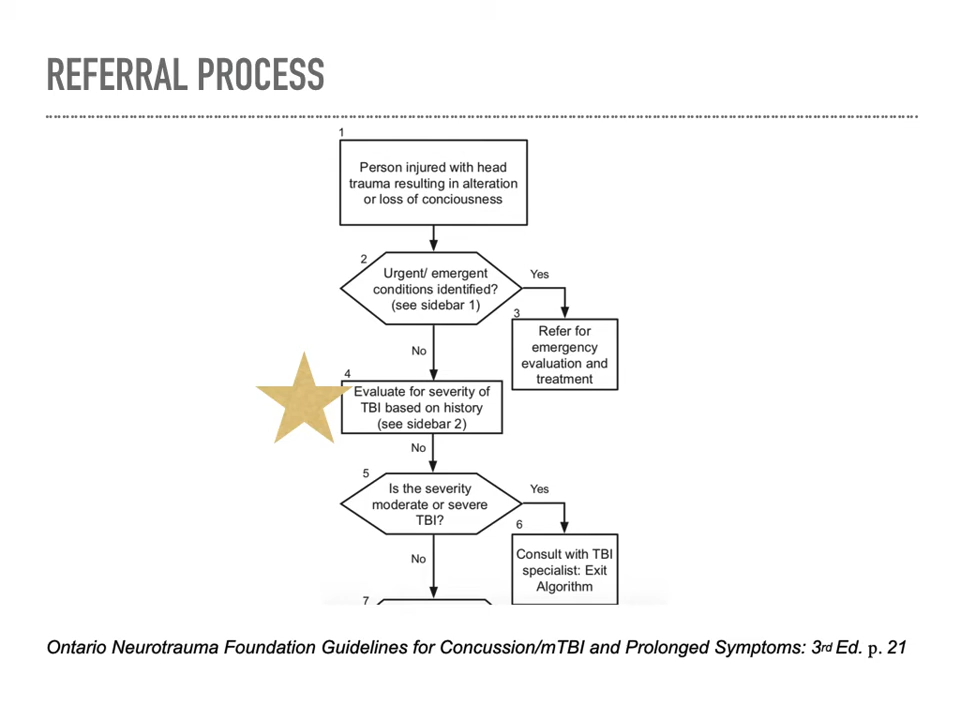 REFERRAL PROCESS
1
Person injured with head
trauma resulting in alteration
or loss of conciousness
2
Urgent/ emergent
conditions identified?
(see sidebar 1)
Yes
3
Refer for
emergency
evaluation and
treatment
No
4
Evaluate for severity of
TBI based on history
(see sidebar 2)
No
5
Is the severity
moderate or severe
TBI?
Yes
6
Consult with TBI
specialist: Exit
Algorithm
No
7
Ontario Neurotrauma Foundation Guidelines for Concussion/mTBI and Prolonged Symptoms: 3rd Ed. p. 21